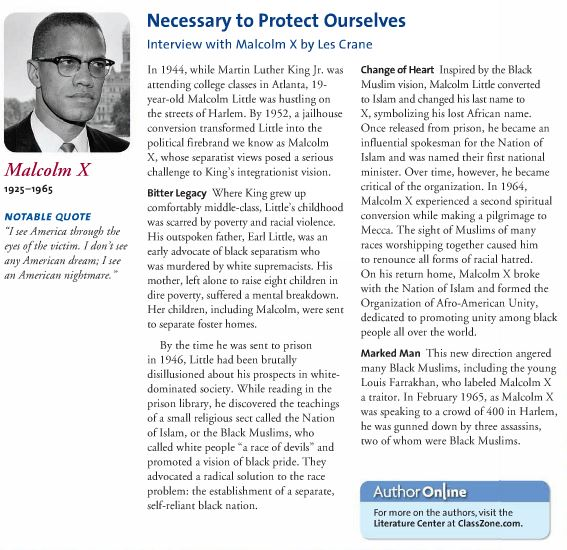 Necessary to Protect Ourselves
Interview with Malcolm X by Les Crane
Malcolm X
1925–1965
NOTABLE QUOTE
“I see America through the
eyes of the victim. I don’t see
any American dream; I see
an American nightmare.”
In 1944, while Martin Luther King Jr. was
attending college classes in Atlanta, 19-
year-old Malcolm Little was hustling on
the streets of Harlem. By 1952, a jailhouse
conversion transformed Little into the
political firebrand we know as Malcolm
X, whose separatist views posed a serious
challenge to King’s integrationist vision.
Bitter Legacy Where King grew up
comfortably middle-class, Little’s childhood
was scarred by poverty and racial violence.
His outspoken father, Earl Little, was an
early advocate of black separatism who
was murdered by white supremacists. His
mother, left alone to raise eight children in
dire poverty, suffered a mental breakdown.
Her children, including Malcolm, were sent
to separate foster homes.
By the time he was sent to prison
in 1946, Little had been brutally
disillusioned about his prospects in white-
dominated society. While reading in the
prison library, he discovered the teachings
of a small religious sect called the Nation
of Islam, or the Black Muslims, who
called white people “a race of devils” and
promoted a vision of black pride. They
advocated a radical solution to the race
problem: the establishment of a separate,
self-reliant black nation.
Change of Heart Inspired by the Black
Muslim vision, Malcolm Little converted
to Islam and changed his last name to
X, symbolizing his lost African name.
Once released from prison, he became an
influential spokesman for the Nation of
Islam and was named their first national
minister. Over time, however, he became
critical of the organization. In 1964,
Malcolm X experienced a second spiritual
conversion while making a pilgrimage to
Mecca. The sight of Muslims of many
races worshipping together caused him
to renounce all forms of racial hatred.
On his return home, Malcolm X broke
with the Nation of Islam and formed the
Organization of Afro-American Unity,
dedicated to promoting unity among black
people all over the world.
Marked Man This new direction angered
many Black Muslims, including the young
Louis Farrakhan, who labeled Malcolm X
a traitor. In February 1965, as Malcolm X
was speaking to a crowd of 400 in Harlem,
he was gunned down by three assassins,
two of whom were Black Muslims.
Author Online
For more on the authors, visit the
Literature Center at ClassZone.com.